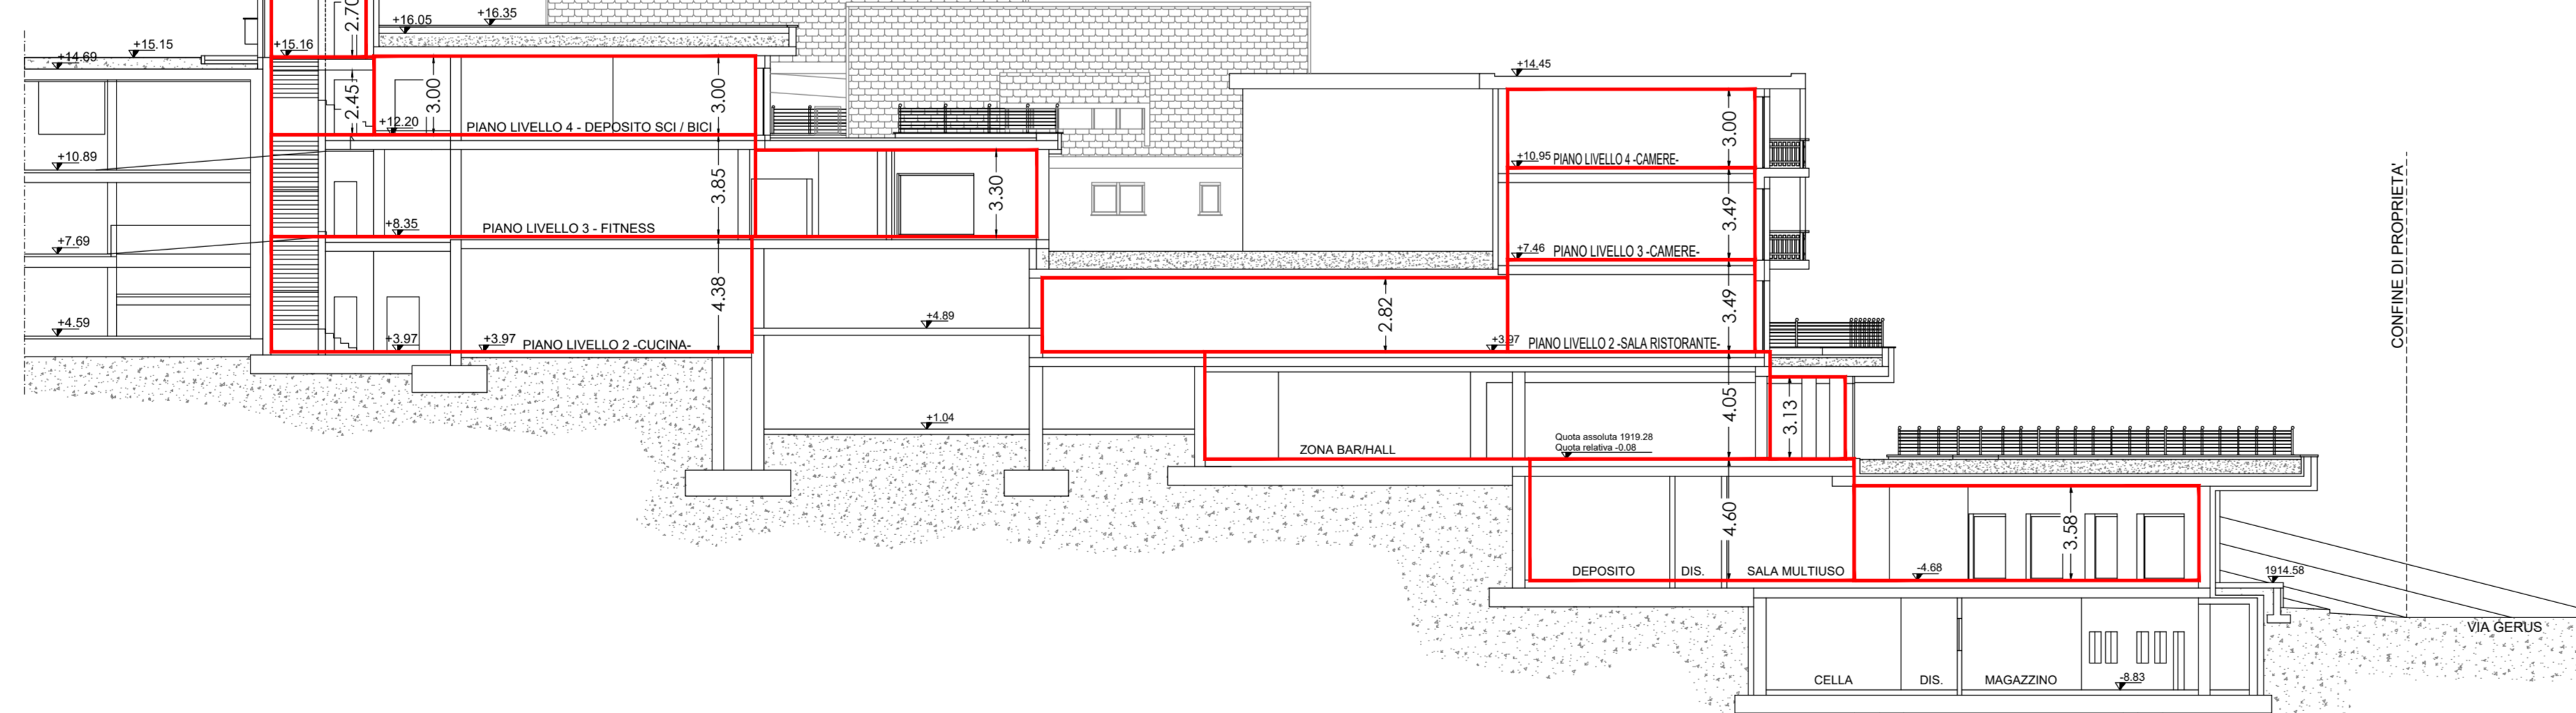 2.70
+16.05
+16.35
+15.15
+15.16
+14.69
+14.45
2.45
3.00
3.00
3.00
+12.20
PIANO LIVELLO 4 - DEPOSITO SCI / BICI
+10.89
+10.95 PIANO LIVELLO 4 -CAMERE-
3.85
3.30
3.49
CONFINE DI PROPRIETA'
+8.35
PIANO LIVELLO 3 - FITNESS
+7.69
+7.46 PIANO LIVELLO 3 -CAMERE-
4.38
2.82
3.49
+4.59
+4.89
+3.97
+3.97
PIANO LIVELLO 2 -CUCINA-
+3.97 PIANO LIVELLO 2 -SALA RISTORANTE-
4.05
3.13
+1.04
ZONA BAR/HALL
Quota assoluta 1919.28
Quota relativa -0.08
4.60
3.58
DEPOSITO
DIS.
SALA MULTIUSO
-4.68
1914.58
VIA GERUS
CELLA
DIS.
MAGAZZINO
-8.83